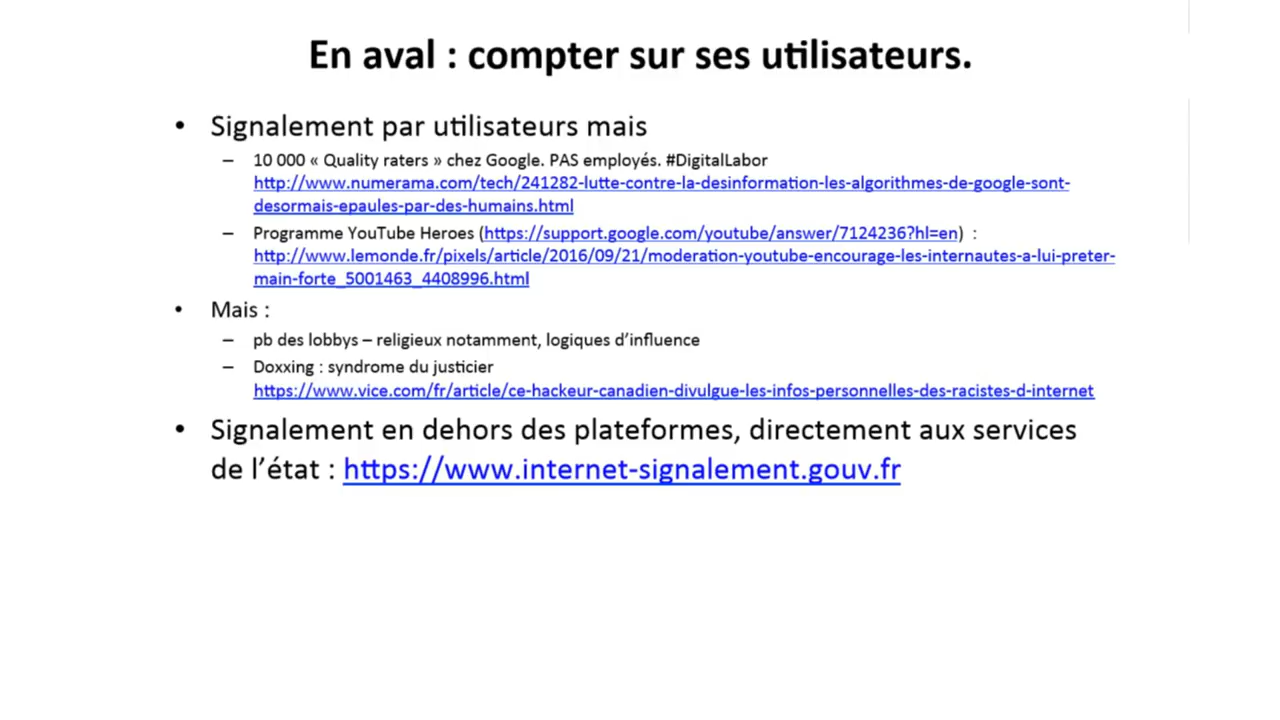 En aval : compter sur ses utilisateurs.
• Signalement par utilisateurs mais
– 10 000 « Quality raters » chez Google. PAS employés. #DigitalLabor
http://www.numerama.com/tech/241282-lutte-contre-la-desinformation-les-algorithmes-de-google-sont-
desormais-epaules-par-des-humains.html
– Programme YouTube Heroes (https://support.google.com/youtube/answer/7124236?hl=en) :
http://www.lemonde.fr/pixels/article/2016/09/21/moderation-youtube-encourage-les-internautes-a-lui-preter-
main-forte_5001463_4408996.html
• Mais :
– pb des lobbys – religieux notamment, logiques d’influence
– Doxxing : syndrome du justicier
https://www.vice.com/fr/article/ce-hackeur-canadien-divulgue-les-infos-personnelles-des-racistes-d-internet
• Signalement en dehors des plateformes, directement aux services
de l’état : https://www.internet-signalement.gouv.fr